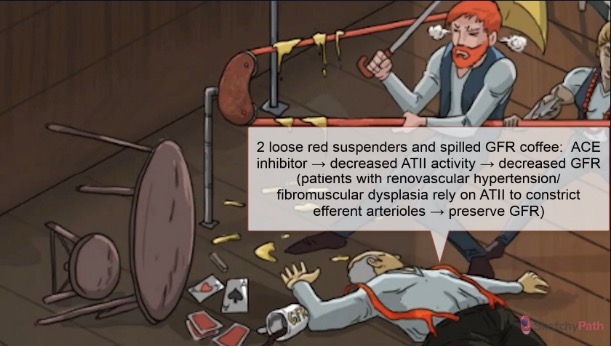 2 loose red suspenders and spilled GFR coffee:  ACE
inhibitor → decreased ATII activity → decreased GFR
(patients with renovascular hypertension/
fibromuscular dysplasia rely on ATII to constrict
efferent arterioles → preserve GFR)
GFR
SketchyPath